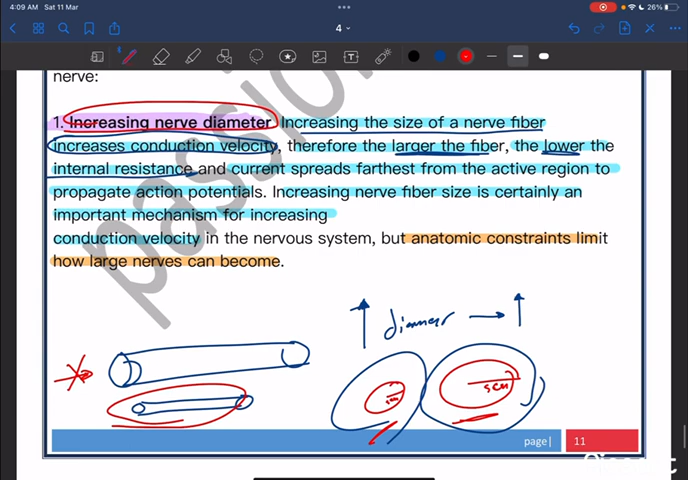 4:09 AM Sat 11 Mar
26%
4
nerve:
1. Increasing nerve diameter Increasing the size of a nerve fiber
increases conduction velocity, therefore the larger the fiber, the lower the
internal resistance and current spreads farthest from the active region to
propagate action potentials. Increasing nerve fiber size is certainly an
important mechanism for increasing
conduction velocity in the nervous system, but anatomic constraints limit
how large nerves can become.
passion
page| 11